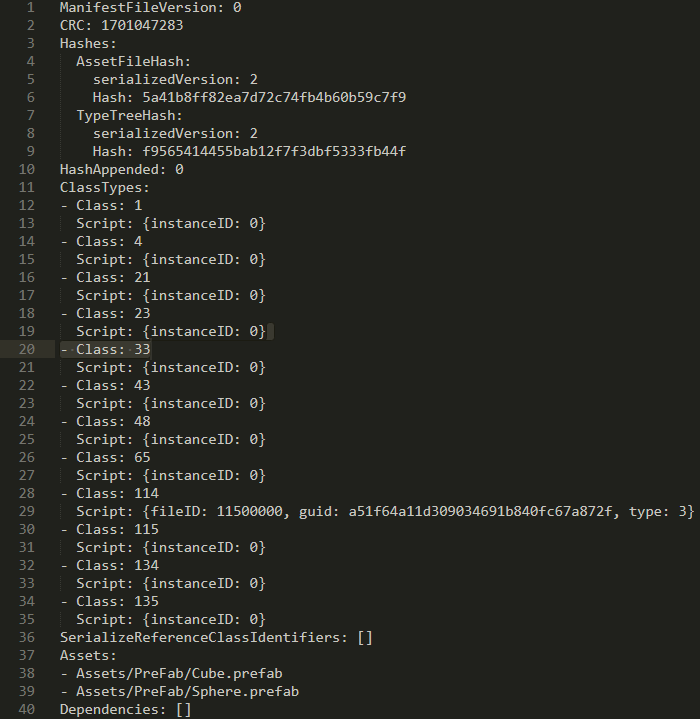 1 ManifestFileVersion: 0
2 CRC: 1701047283
3 Hashes:
4   AssetFileHash:
5     serializedVersion: 2
6     Hash: 5a41b8ff82ea7d72c74fb4b60b59c7f9
7   TypeTreeHash:
8     serializedVersion: 2
9     Hash: f9565414455bab12f7f3dbf5333fb44f
10 HashAppended: 0
11 ClassTypes:
12 - Class: 1
13   Script: {instanceID: 0}
14 - Class: 4
15   Script: {instanceID: 0}
16 - Class: 21
17   Script: {instanceID: 0}
18 - Class: 23
19   Script: {instanceID: 0}
20 - Class: 33
21   Script: {instanceID: 0}
22 - Class: 43
23   Script: {instanceID: 0}
24 - Class: 48
25   Script: {instanceID: 0}
26 - Class: 65
27   Script: {instanceID: 0}
28 - Class: 114
29   Script: {fileID: 11500000, guid: a51f64a11d309034691b840fc67a872f, type: 3}
30 - Class: 115
31   Script: {instanceID: 0}
32 - Class: 134
33   Script: {instanceID: 0}
34 - Class: 135
35   Script: {instanceID: 0}
36 SerializeReferenceClassIdentifiers: []
37 Assets:
38 - Assets/PreFab/Cube.prefab
39 - Assets/PreFab/Sphere.prefab
40 Dependencies: []